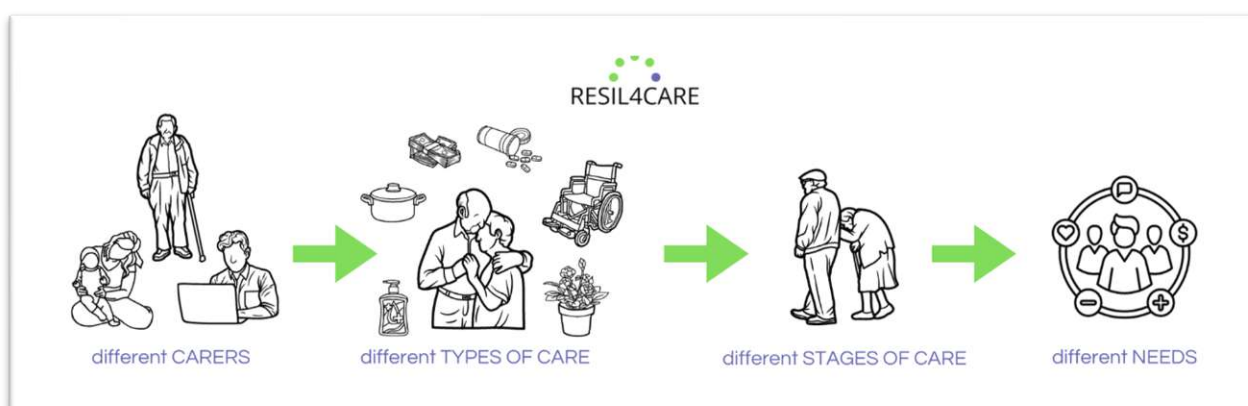 RESIL4CARE
different CARERS
different TYPES OF CARE
different STAGES OF CARE
different NEEDS
$